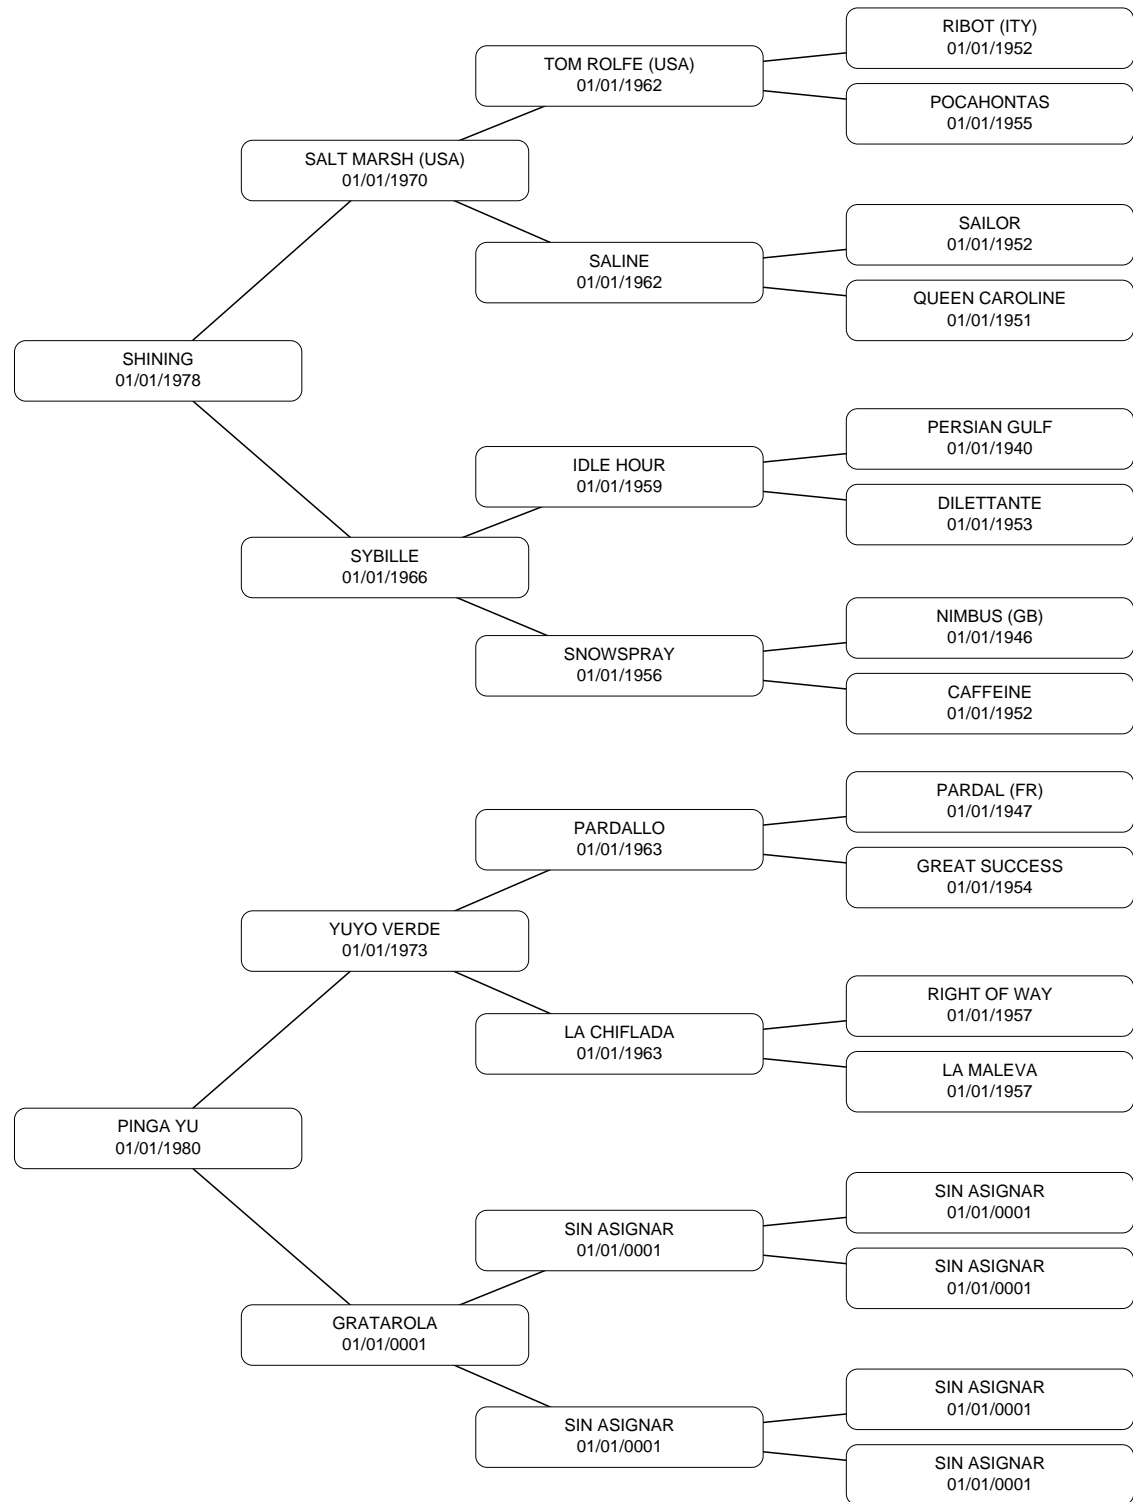 RIBOT (ITY)
01/01/1952
TOM ROLFE (USA)
01/01/1962
POCAHONTAS
01/01/1955
SALT MARSH (USA)
01/01/1970
SAILOR
01/01/1952
SALINE
01/01/1962
QUEEN CAROLINE
01/01/1951
SHINING
01/01/1978
PERSIAN GULF
01/01/1940
IDLE HOUR
01/01/1959
DILETTANTE
01/01/1953
SYBILLE
01/01/1966
NIMBUS (GB)
01/01/1946
SNOWSPRAY
01/01/1956
CAFFEINE
01/01/1952
PARDAL (FR)
01/01/1947
PARDALLO
01/01/1963
GREAT SUCCESS
01/01/1954
YUYO VERDE
01/01/1973
RIGHT OF WAY
01/01/1957
LA CHIFLADA
01/01/1963
LA MALEVA
01/01/1957
PINGA YU
01/01/1980
SIN ASIGNAR
01/01/0001
SIN ASIGNAR
01/01/0001
SIN ASIGNAR
01/01/0001
GRATAROLA
01/01/0001
SIN ASIGNAR
01/01/0001
SIN ASIGNAR
01/01/0001
SIN ASIGNAR
01/01/0001